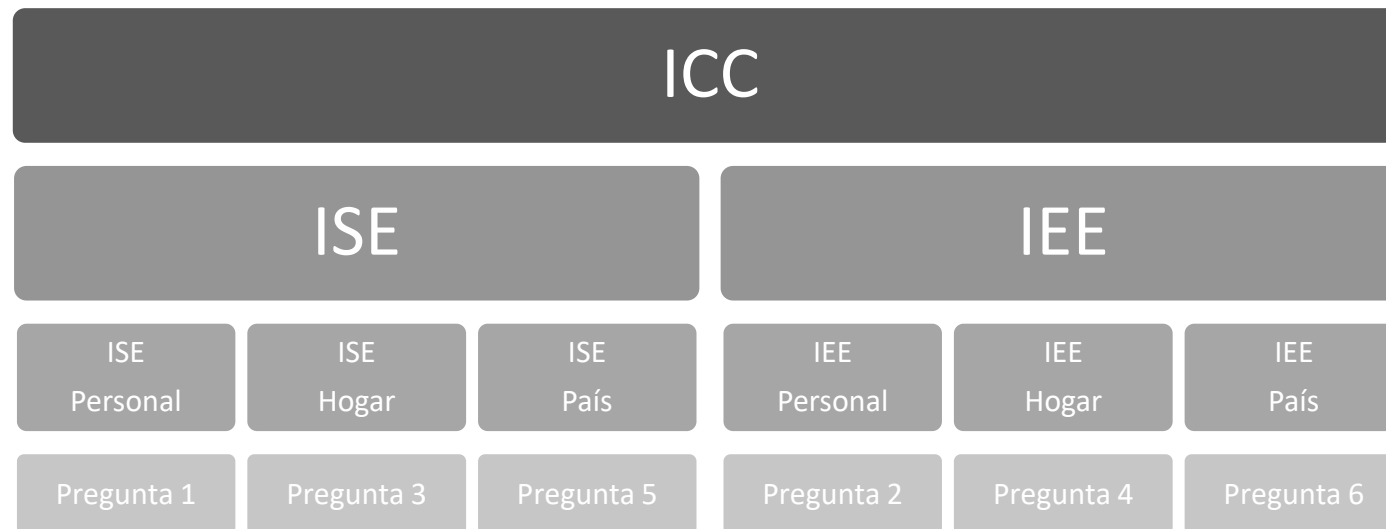 ICC
ISE
IEE
ISE
Personal
ISE
Hogar
ISE
País
IEE
Personal
IEE
Hogar
IEE
País
Pregunta 1
Pregunta 3
Pregunta 5
Pregunta 2
Pregunta 4
Pregunta 6